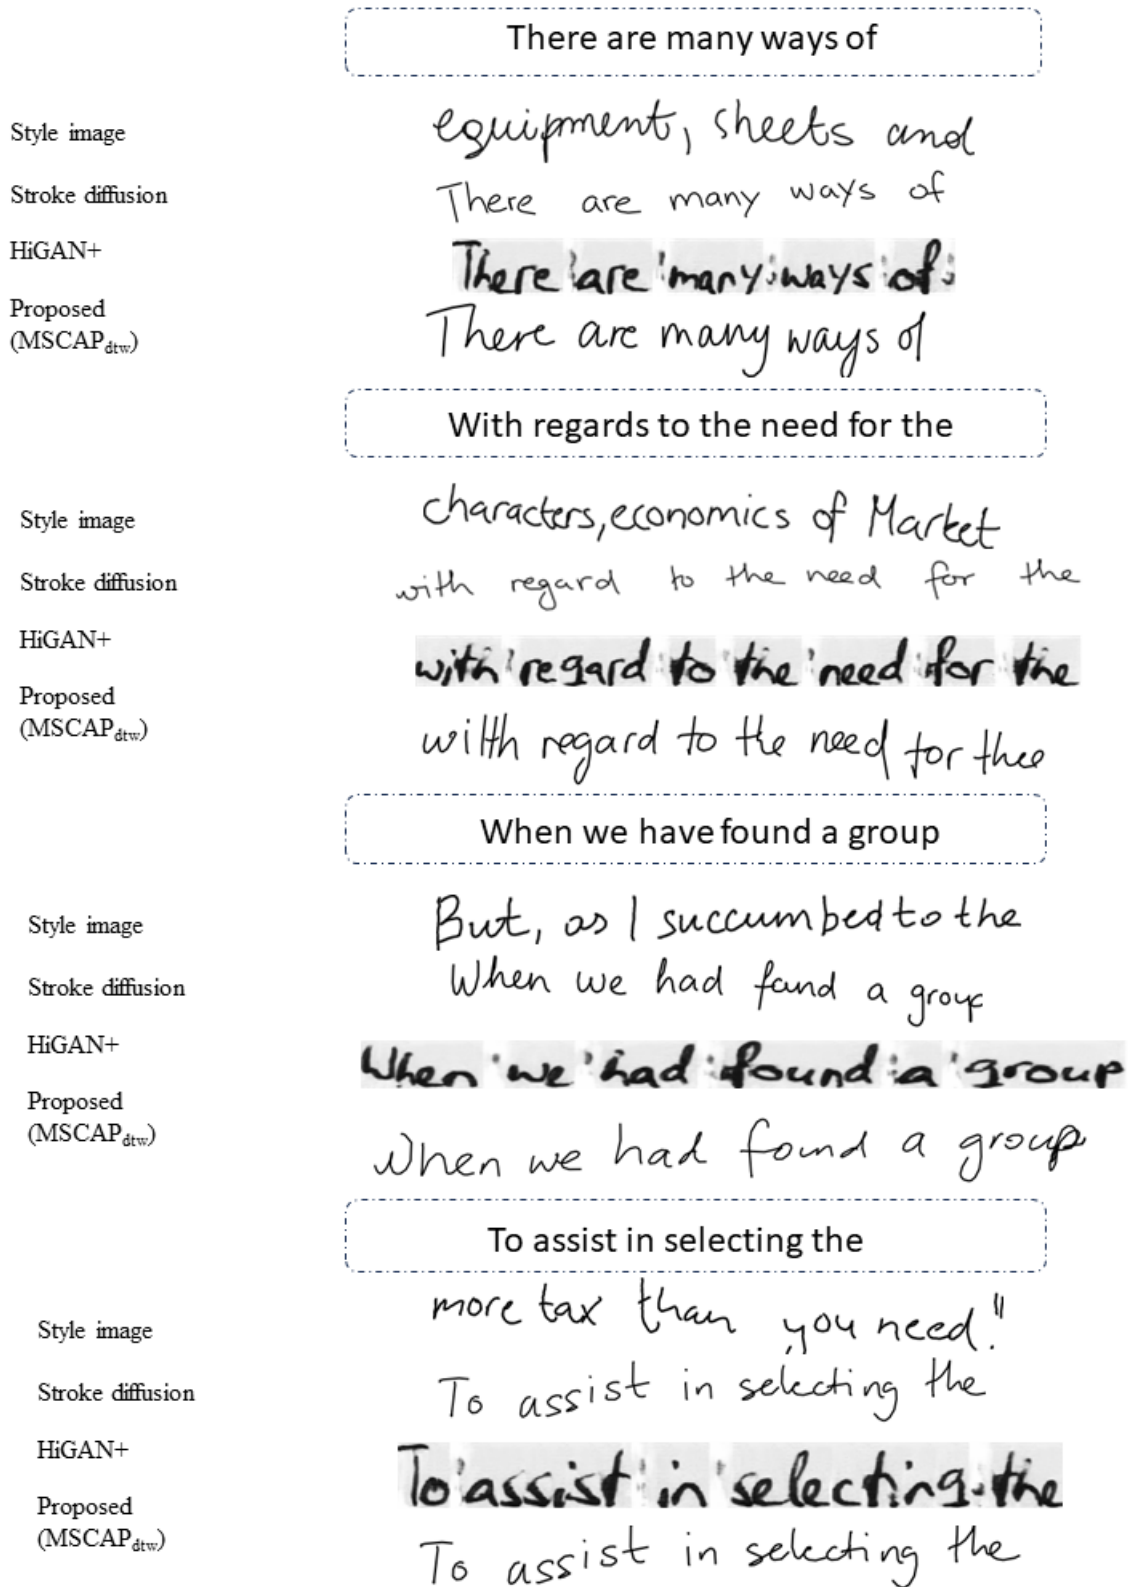 There are many ways of
Style image equipment, sheets and
Stroke diffusion There are many ways of
HiGAN+ There are many ways of
Proposed (MSCAPdtw) There are many ways of
With regards to the need for the
Style image characters, economics of Market
Stroke diffusion with regard to the need for the
HiGAN+ with regard to the need for the
Proposed (MSCAPdtw) wilth regard to the need for thee
When we have found a group
Style image But, as I succumbed to the
Stroke diffusion When we had fand a group
HiGAN+ When we had found a group
Proposed (MSCAPdtw) When we had found a group
To assist in selecting the
Style image more tax than you need!"
Stroke diffusion To assist in selecting the
HiGAN+ To assist in selecting the
Proposed (MSCAPdtw) To assist in selecting the